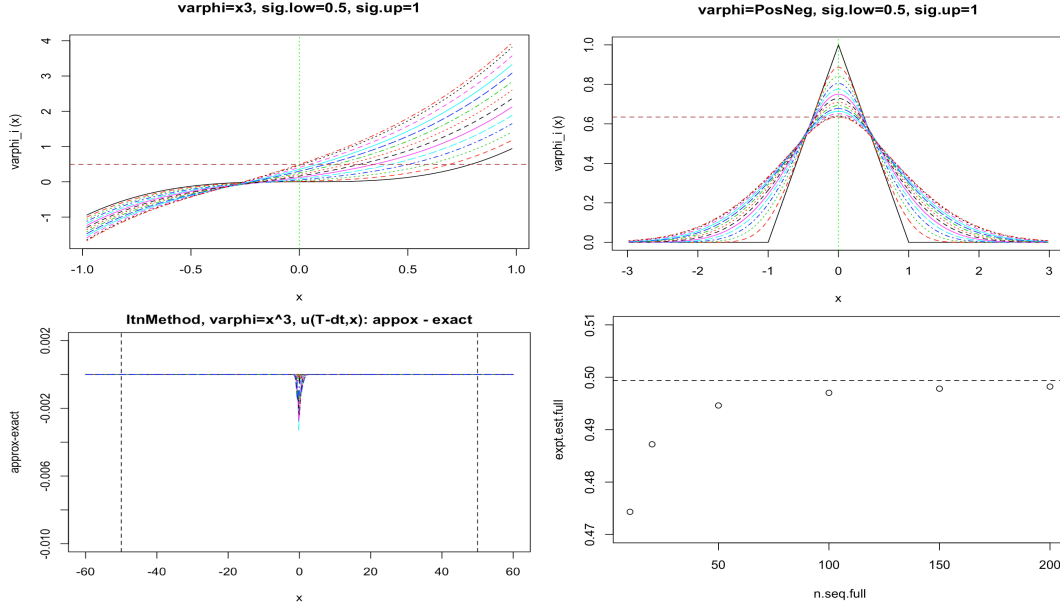 varphi=x3, sig.low=0.5, sig.up=1
varphi_i (x)
4
3
2
1
0
-1
-1.0 -0.5 0.0 0.5 1.0
x
varphi=PosNeg, sig.low=0.5, sig.up=1
varphi_i (x)
1.0
0.8
0.6
0.4
0.2
0.0
-3 -2 -1 0 1 2 3
x
ItnMethod, varphi=x^3, u(T-dt,x): appox - exact
approx-exact
0.002
-0.002
-0.006
-0.010
-60 -40 -20 0 20 40 60
x
expt.est.full
0.51
0.50
0.49
0.48
0.47
50 100 150 200
n.seq.full